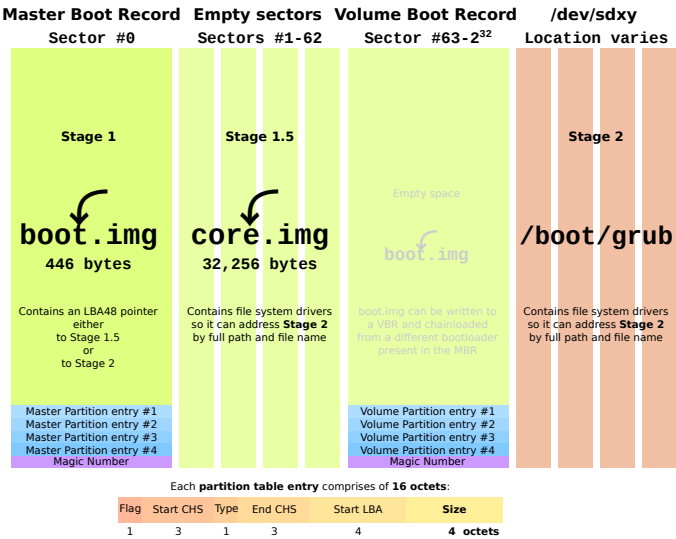 Master Boot Record
Sector #0
Stage 1
boot.img
446 bytes
Contains an LBA48 pointer
either
to Stage 1.5
or
to Stage 2
Master Partition entry #1
Master Partition entry #2
Master Partition entry #3
Master Partition entry #4
Magic Number
Empty sectors
Sectors #1-62
Stage 1.5
core.img
32,256 bytes
Contains file system drivers
so it can address Stage 2
by full path and file name
Volume Boot Record
Sector #63-2³²
Empty space
boot.img
boot.img can be written to
a VBR and chainloaded
from a different bootloader
present in the MBR
Volume Partition entry #1
Volume Partition entry #2
Volume Partition entry #3
Volume Partition entry #4
Magic Number
/dev/sdxy
Location varies
Stage 2
/boot/grub
Contains file system drivers
so it can address Stage 2
by full path and file name
Each partition table entry comprises of 16 octets:
Flag Start CHS Type End CHS Start LBA Size
1 3 1 3 4 4 octets